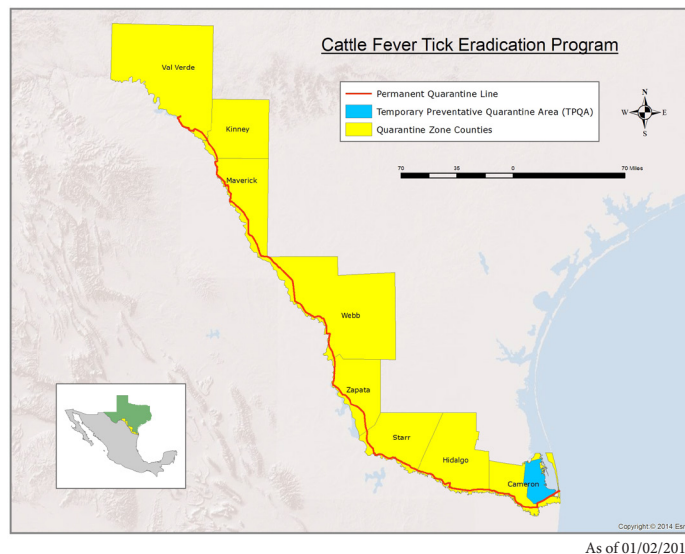 Cattle Fever Tick Eradication Program
Val Verde
Permanent Quarantine Line
Temporary Preventative Quarantine Area (TPQA)
Quarantine Zone Counties
N
W E
S
Kinney
70 35 0 70 Miles
Maverick
Webb
Zapata
Starr
Hidalgo
Cameron
Copyright © 2014 Esr
As of 01/02/201